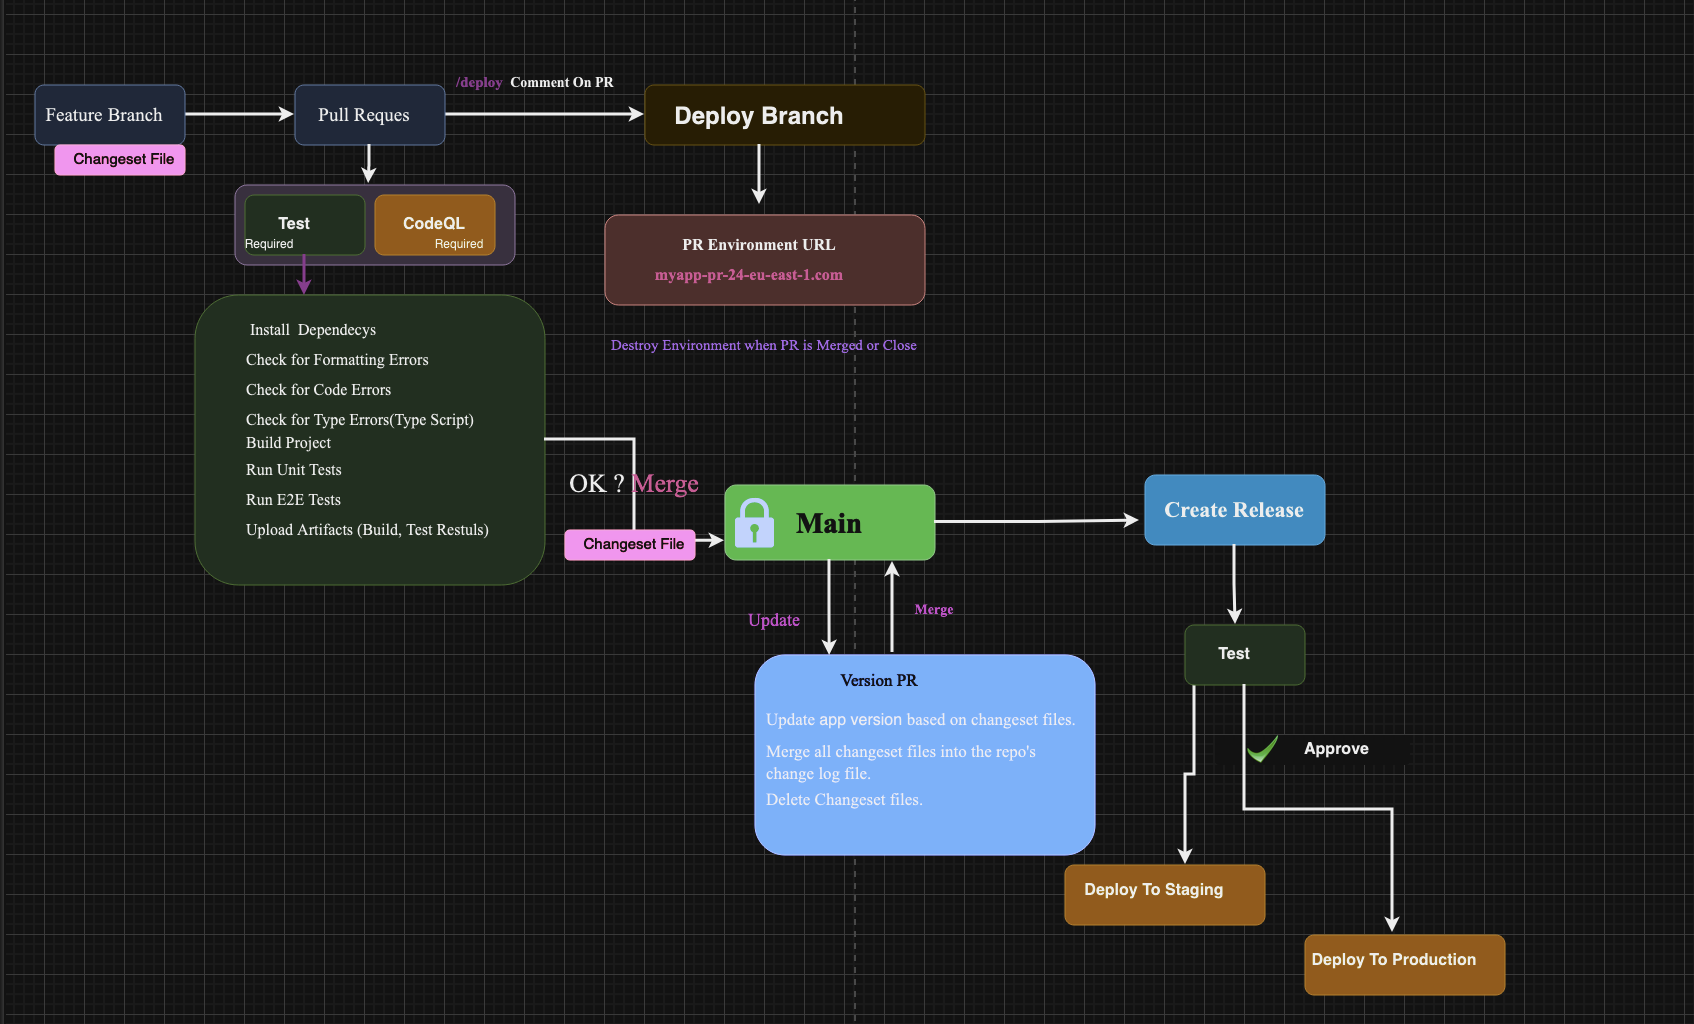 /deploy Comment On PR
Feature Branch
Pull Reques
Deploy Branch
Changeset File
Test
Required
CodeQL
Required
PR Environment URL
myapp-pr-24-eu-east-1.com
Destroy Environment when PR is Merged or Close
Install Dependecys
Check for Formatting Errors
Check for Code Errors
Check for Type Errors(Type Script)
Build Project
Run Unit Tests
Run E2E Tests
Upload Artifacts (Build, Test Restuls)
OK ? Merge
Changeset File
Main
Create Release
Update
Merge
Version PR
Update app version based on changeset files.
Merge all changeset files into the repo's
change log file.
Delete Changeset files.
Test
Approve
Deploy To Staging
Deploy To Production